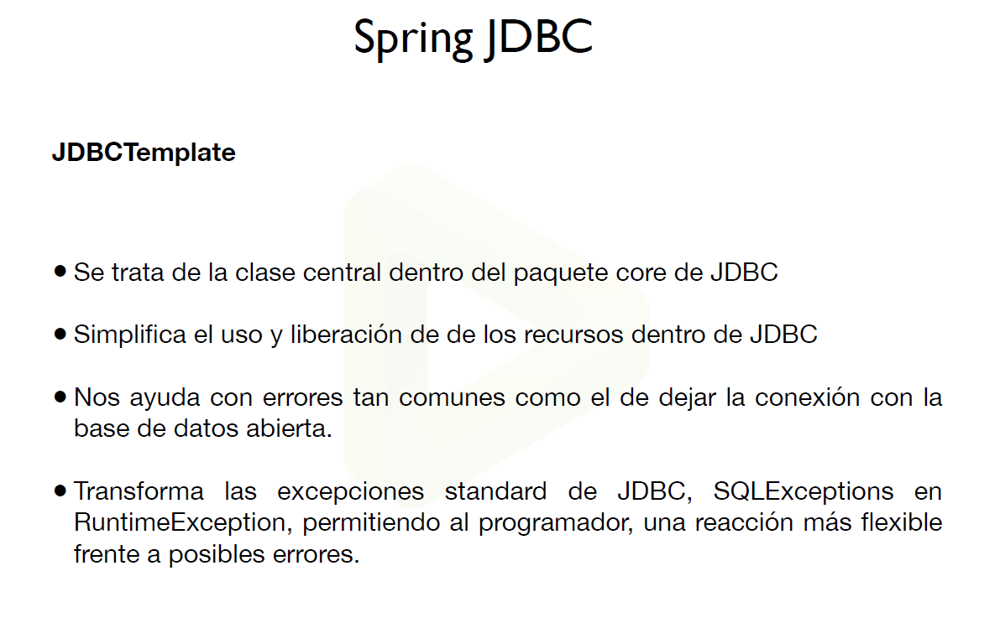 Spring JDBC
JDBCTemplate
● Se trata de la clase central dentro del paquete core de JDBC
● Simplifica el uso y liberación de de los recursos dentro de JDBC
● Nos ayuda con errores tan comunes como el de dejar la conexión con la
base de datos abierta.
● Transforma las excepciones standard de JDBC, SQLExceptions en
RuntimeException, permitiendo al programador, una reacción más flexible
frente a posibles errores.